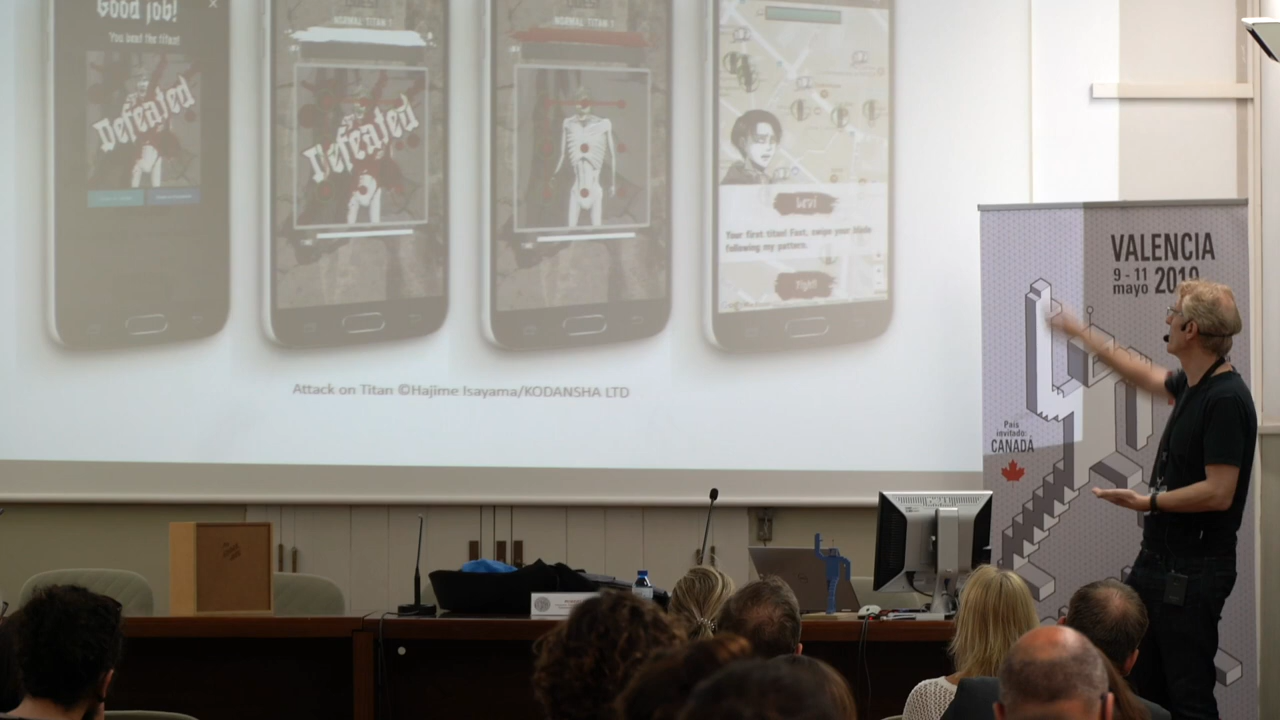 Good job!
You beat the titan!
Defeated
NORMAL TITAN 1
Defeated
NORMAL TITAN 1
Levi
Your first titan! Fast, swipe your blade
following my pattern.
Fight!
Attack on Titan ©Hajime Isayama/KODANSHA LTD
VALENCIA
9 - 11
mayo
2019
País
invitado:
CANADÁ